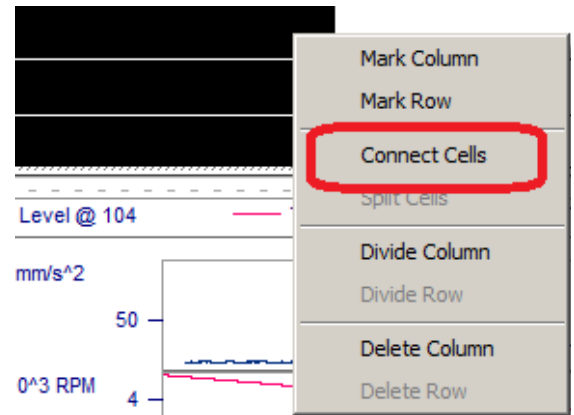 Mark Column
Mark Row
Connect Cells
Split Cells
Divide Column
Divide Row
Delete Column
Delete Row
Level @ 104
mm/s^2
50
0^3 RPM
4